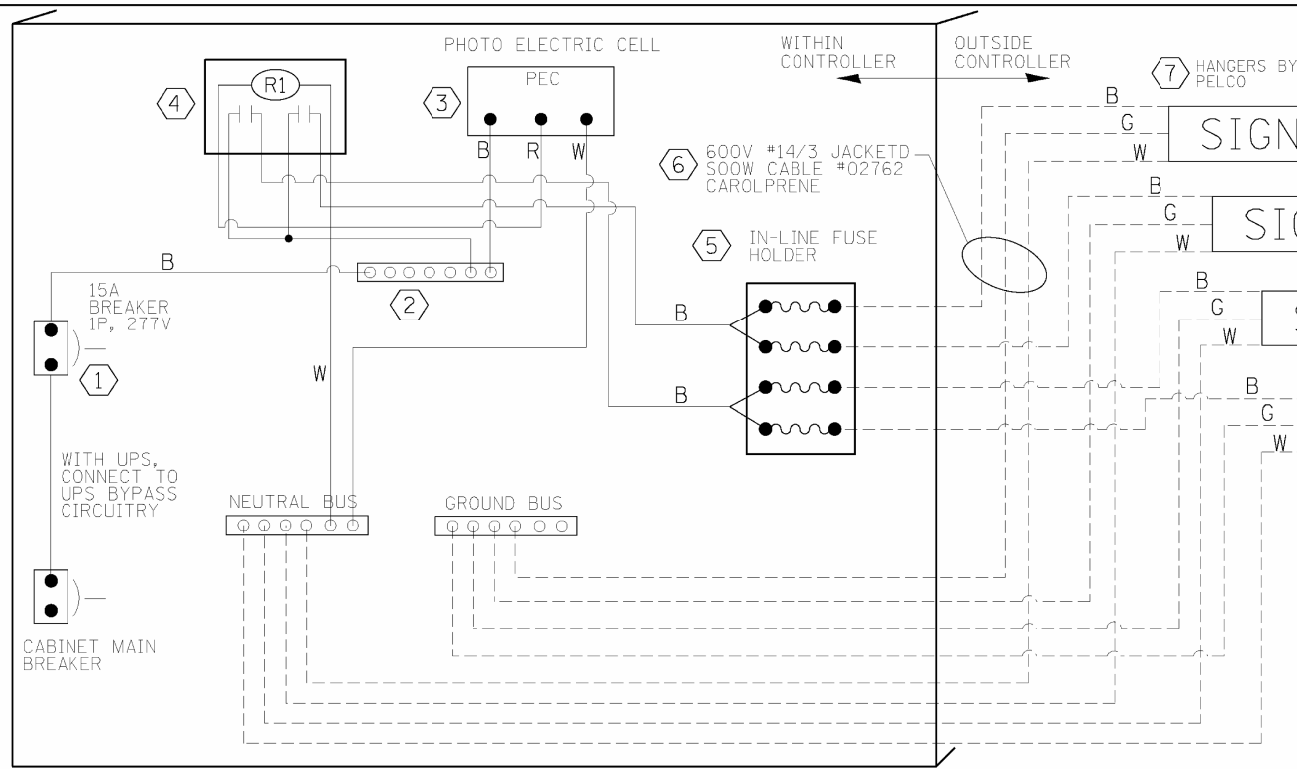 PHOTO ELECTRIC CELL
WITHIN
CONTROLLER
OUTSIDE
CONTROLLER
4
R1
3
PEC
B
R
W
7
HANGERS BY
PELCO
B
G
W
SIGN
6
600V #14/3 JACKETD
SOOW CABLE #02762
CAROLPRENE
B
G
W
5
IN-LINE FUSE
HOLDER
B
2
15A
BREAKER
1P, 277V
1
W
B
B
B
G
W
B
G
W
WITH UPS,
CONNECT TO
UPS BYPASS
CIRCUITRY
NEUTRAL BUS
GROUND BUS
CABINET MAIN
BREAKER